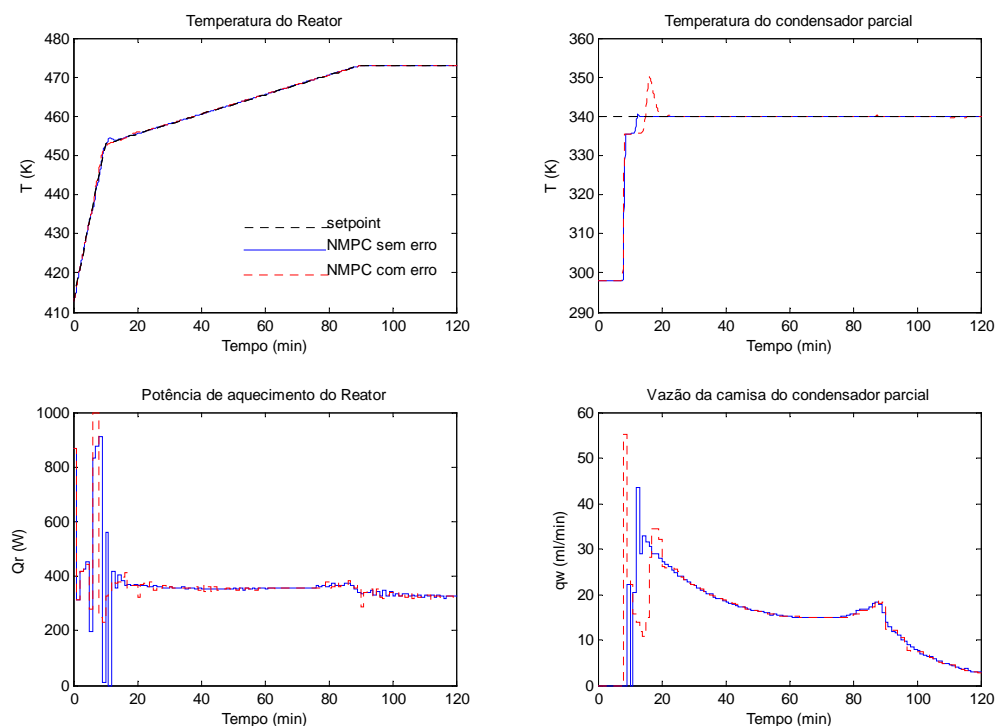 Temperatura do Reator
480
470
460
450
440
430
420
410
T (K)
setpoint
NMPC sem erro
NMPC com erro
0 20 40 60 80 100 120
Tempo (min)
Temperatura do condensador parcial
360
350
340
330
320
310
300
290
T (K)
0 20 40 60 80 100 120
Tempo (min)
Potência de aquecimento do Reator
1000
800
600
400
200
0
Qr (W)
0 20 40 60 80 100 120
Tempo (min)
Vazão da camisa do condensador parcial
60
50
40
30
20
10
0
qw (ml/min)
0 20 40 60 80 100 120
Tempo (min)